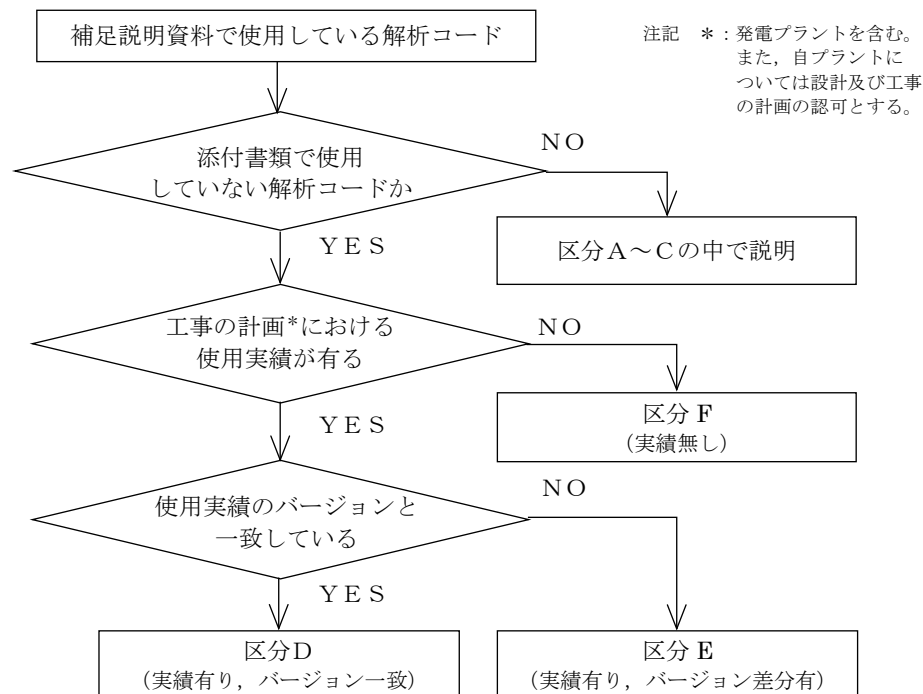 補足説明資料で使用している解析コード
注記　＊：発電プラントを含む。
また，自プラントに
ついては設計及び工事
の計画の認可とする。
添付書類で使用
していない解析コードか
ＮＯ
ＹＥＳ
区分Ａ～Ｃの中で説明
工事の計画*における
使用実績が有る
ＮＯ
ＹＥＳ
区分 F
（実績無し）
使用実績のバージョンと
一致している
ＮＯ
ＹＥＳ
区分Ｄ
（実績有り，バージョン一致）
区分 E
（実績有り，バージョン差分有）